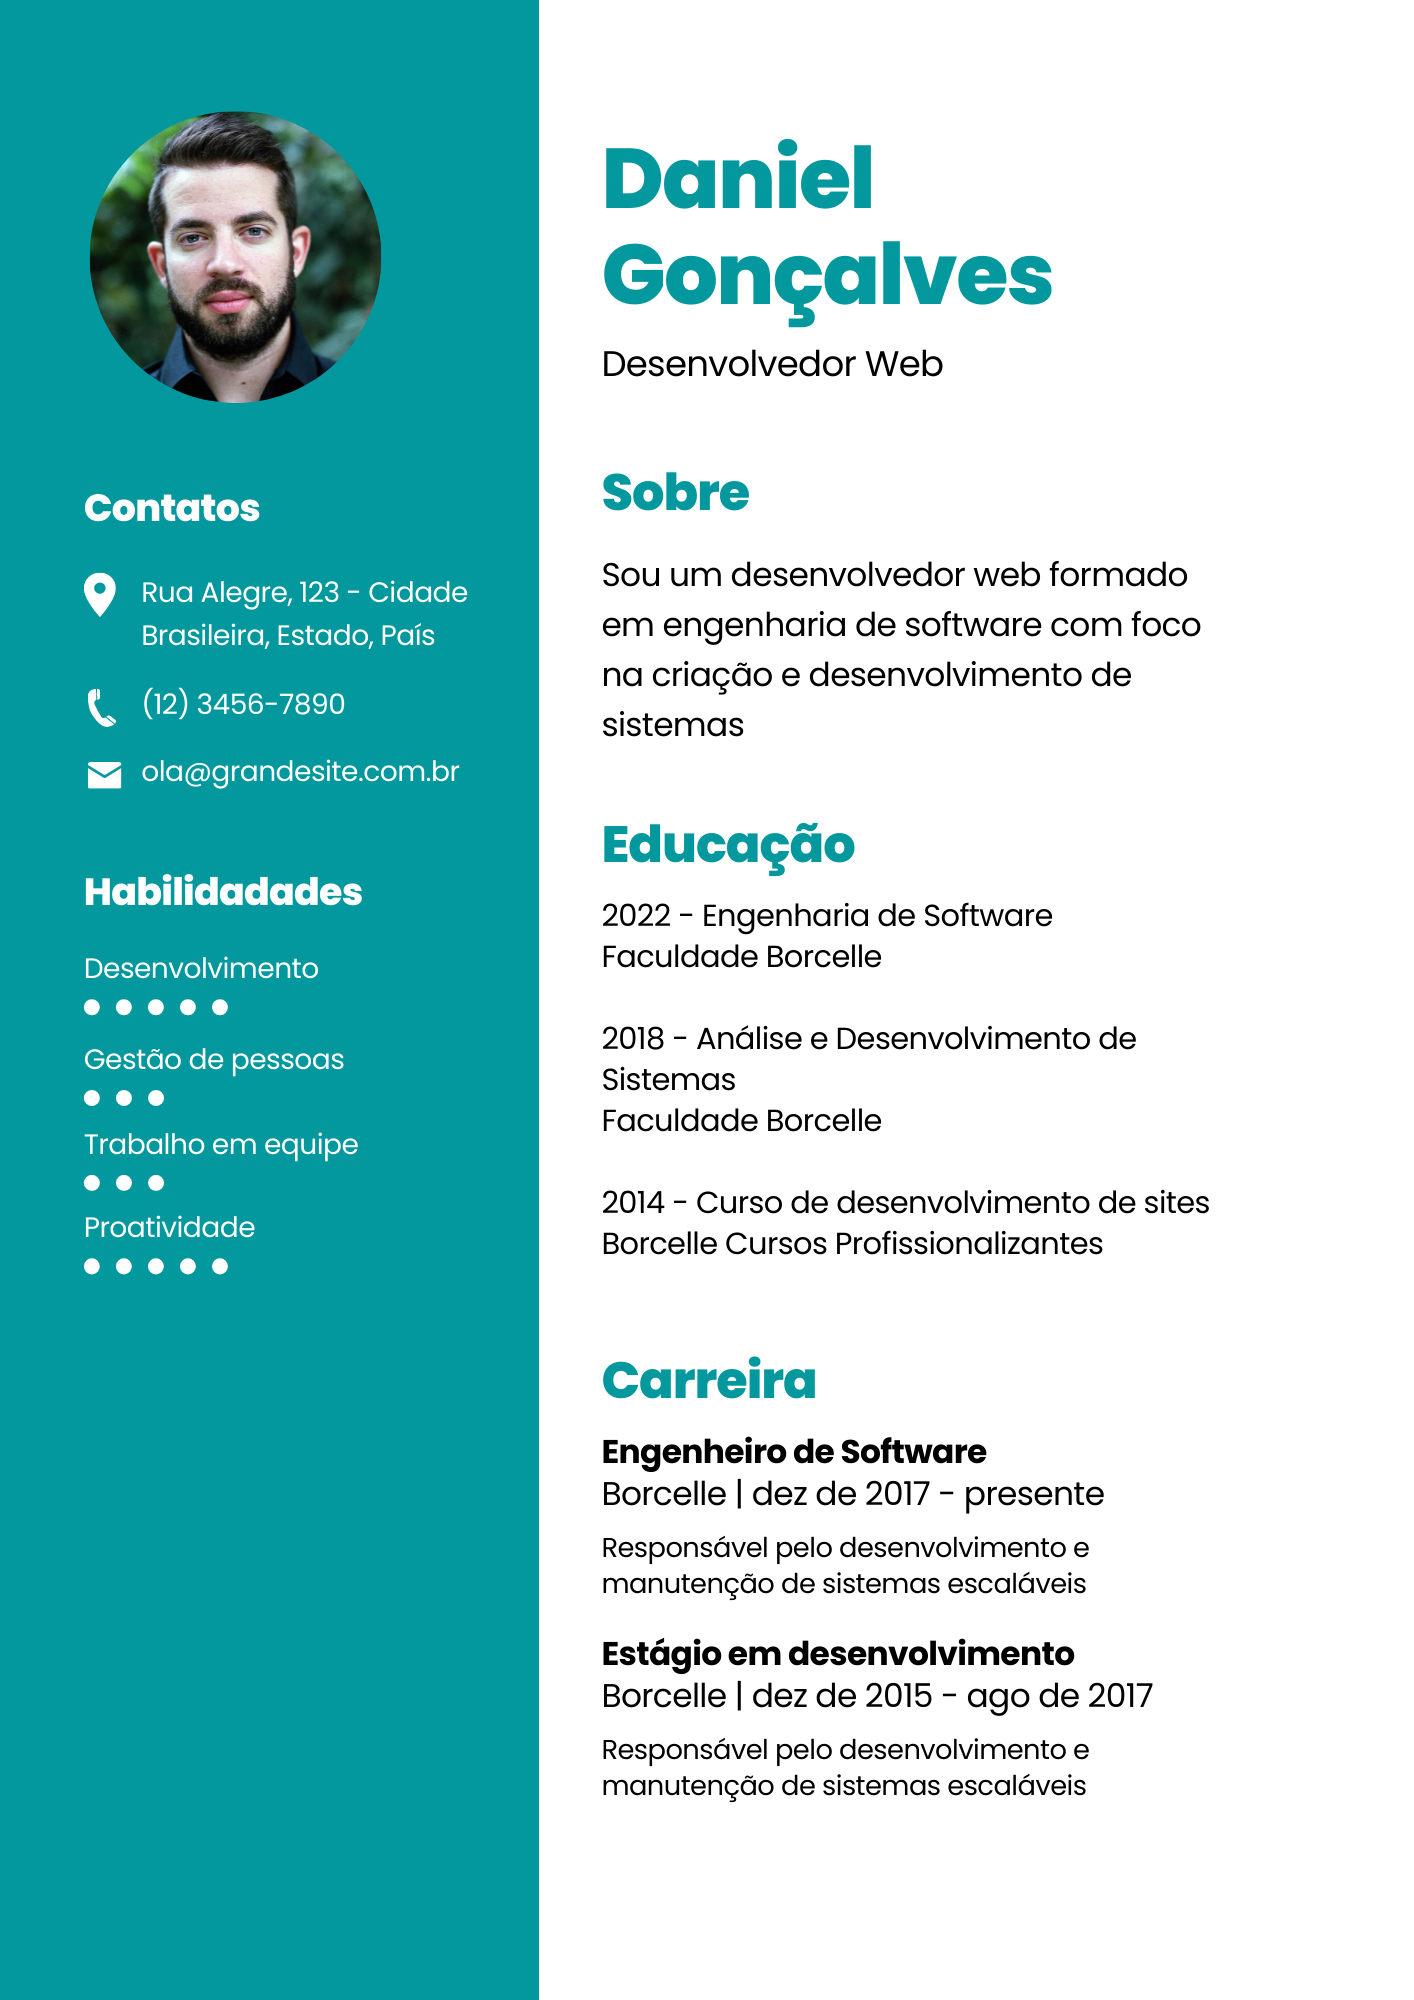 Daniel
Gonçalves
Desenvolvedor Web
Contatos
Rua Alegre, 123 - Cidade
Brasileira, Estado, País
(12) 3456-7890
ola@grandesite.com.br
Habilidadades
Desenvolvimento
Gestão de pessoas
Trabalho em equipe
Proatividade
Sobre
Sou um desenvolvedor web formado
em engenharia de software com foco
na criação e desenvolvimento de
sistemas
Educação
2022 - Engenharia de Software
Faculdade Borcelle
2018 - Análise e Desenvolvimento de
Sistemas
Faculdade Borcelle
2014 - Curso de desenvolvimento de sites
Borcelle Cursos Profissionalizantes
Carreira
Engenheiro de Software
Borcelle | dez de 2017 - presente
Responsável pelo desenvolvimento e
manutenção de sistemas escaláveis
Estágio em desenvolvimento
Borcelle | dez de 2015 - ago de 2017
Responsável pelo desenvolvimento e
manutenção de sistemas escaláveis